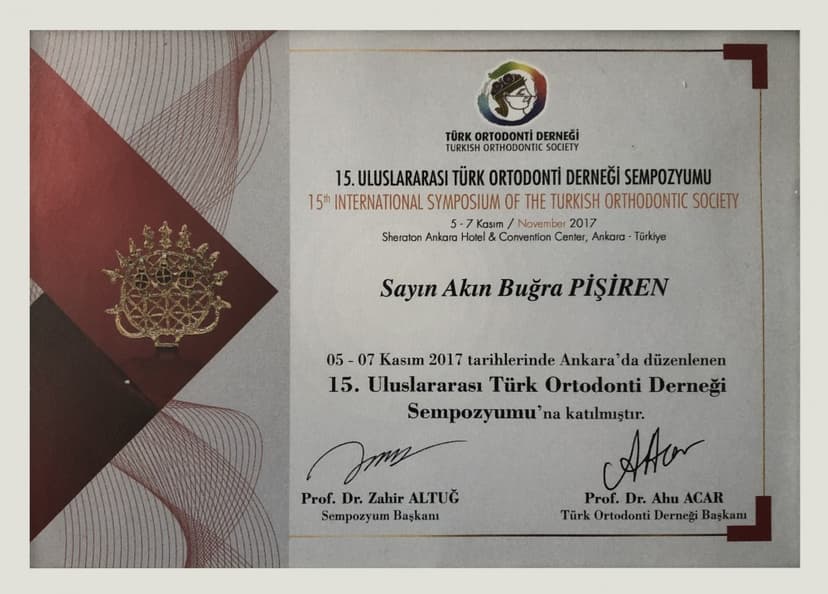 TÜRK ORTODONTİ DERNEĞİ
TURKISH ORTHODONTIC SOCIETY
15. ULUSLARARASI TÜRK ORTODONTİ DERNEĞİ SEMPOZYUMU
15th INTERNATIONAL SYMPOSIUM OF THE TURKISH ORTHODONTIC SOCIETY
5 - 7 Kasım / November 2017
Sheraton Ankara Hotel & Convention Center, Ankara - Türkiye
Sayın Akın Buğra PİŞİREN
05 - 07 Kasım 2017 tarihlerinde Ankara'da düzenlenen
15. Uluslararası Türk Ortodonti Derneği
Sempozyumu'na katılmıştır.
Prof. Dr. Zahir ALTUĞ
Sempozyum Başkanı
Prof. Dr. Ahu ACAR
Türk Ortodonti Derneği Başkanı